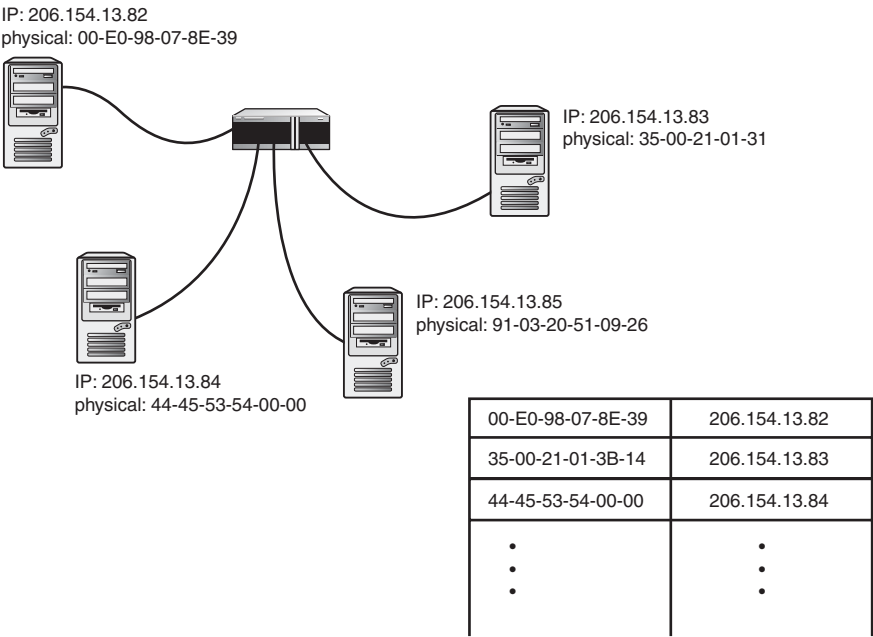 IP: 206.154.13.82
physical: 00-E0-98-07-8E-39
IP: 206.154.13.83
physical: 35-00-21-01-31
IP: 206.154.13.85
physical: 91-03-20-51-09-26
IP: 206.154.13.84
physical: 44-45-53-54-00-00
00-E0-98-07-8E-39 206.154.13.82
35-00-21-01-3B-14 206.154.13.83
44-45-53-54-00-00 206.154.13.84